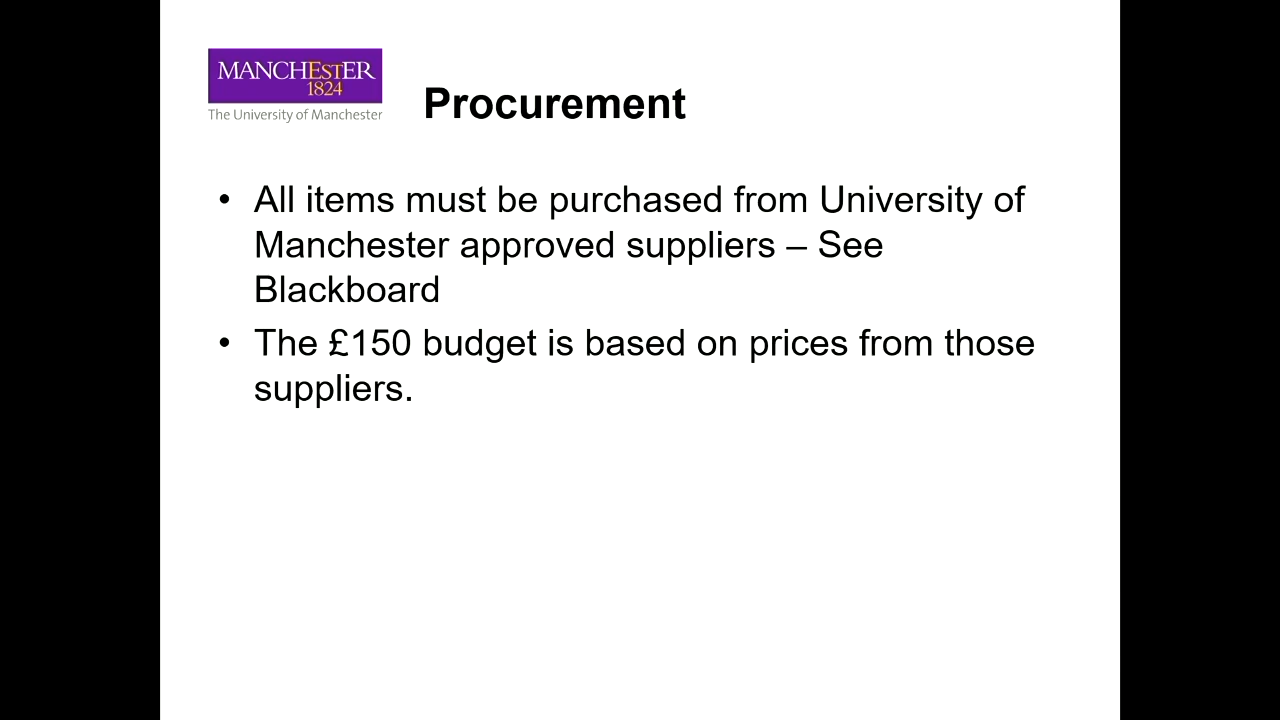 MANCHESTER
1824
The University of Manchester
Procurement
• All items must be purchased from University of
Manchester approved suppliers – See
Blackboard
• The £150 budget is based on prices from those
suppliers.